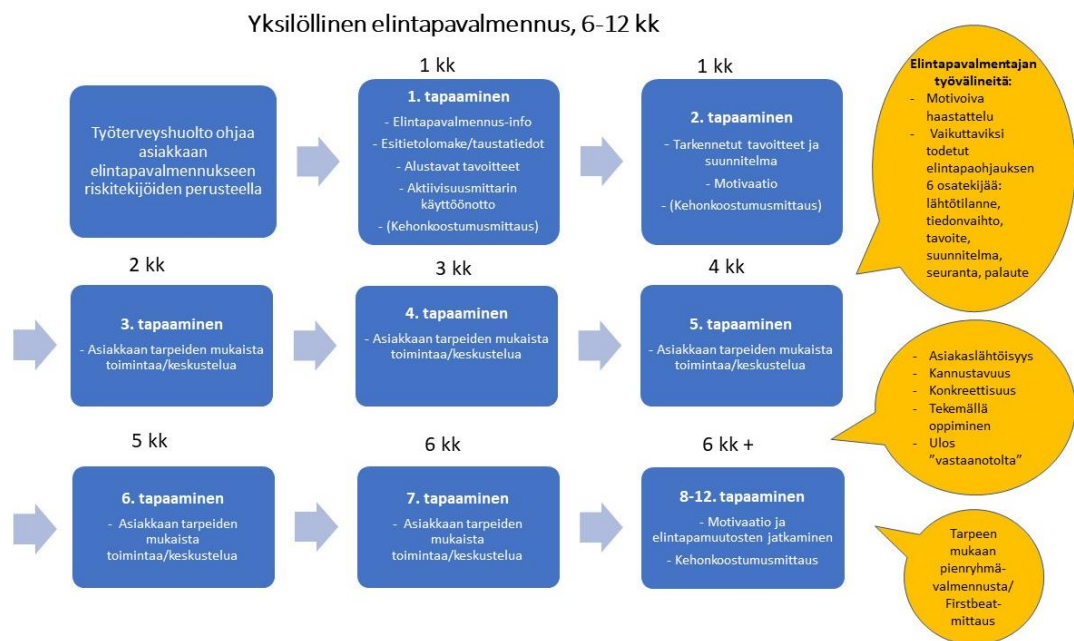 Yksilöllinen elintapavalmennus, 6-12 kk
Työterveyshuolto ohjaa
asiakkaan
elintapavalmennukseen
riskitekijöiden perusteella
1 kk
1. tapaaminen
- Elintapavalmennus-info
- Esitietolomake/taustatiedot
- Alustavat tavoitteet
- Aktiivisuusmittarin
käyttöönotto
- (Kehonkoostumusmittaus)
1 kk
2. tapaaminen
- Tarkennetut tavoitteet ja
suunnitelma
- Motivaatio
- (Kehonkoostumusmittaus)
Elintapavalmentajan
työvälineitä:
- Motivoiva
haastattelu
- Vaikuttaviksi
todetut
elintapaohjauksen
6 osatekijää:
lähtötilanne,
tiedonvaihto,
tavoite,
suunnitelma,
seuranta, palaute
2 kk
3. tapaaminen
- Asiakkaan tarpeiden mukaista
toimintaa/keskustelua
3 kk
4. tapaaminen
- Asiakkaan tarpeiden mukaista
toimintaa/keskustelua
4 kk
5. tapaaminen
- Asiakkaan tarpeiden mukaista
toimintaa/keskustelua
- Asiakaslähtöisyys
- Kannustavuus
- Konkreettisuus
- Tekemällä
oppiminen
- Ulos
"vastaanotolta"
5 kk
6. tapaaminen
- Asiakkaan tarpeiden
mukaista
toimintaa/keskustelua
6 kk
7. tapaaminen
- Asiakkaan tarpeiden
mukaista
toimintaa/keskustelua
6 kk +
8-12. tapaaminen
- Motivaatio ja
elintapamuutosten jatkaminen
- Kehonkoostumusmittaus
Tarpeen
mukaan
pienryhmä-
valmennusta/
Firstbeat-
mittaus